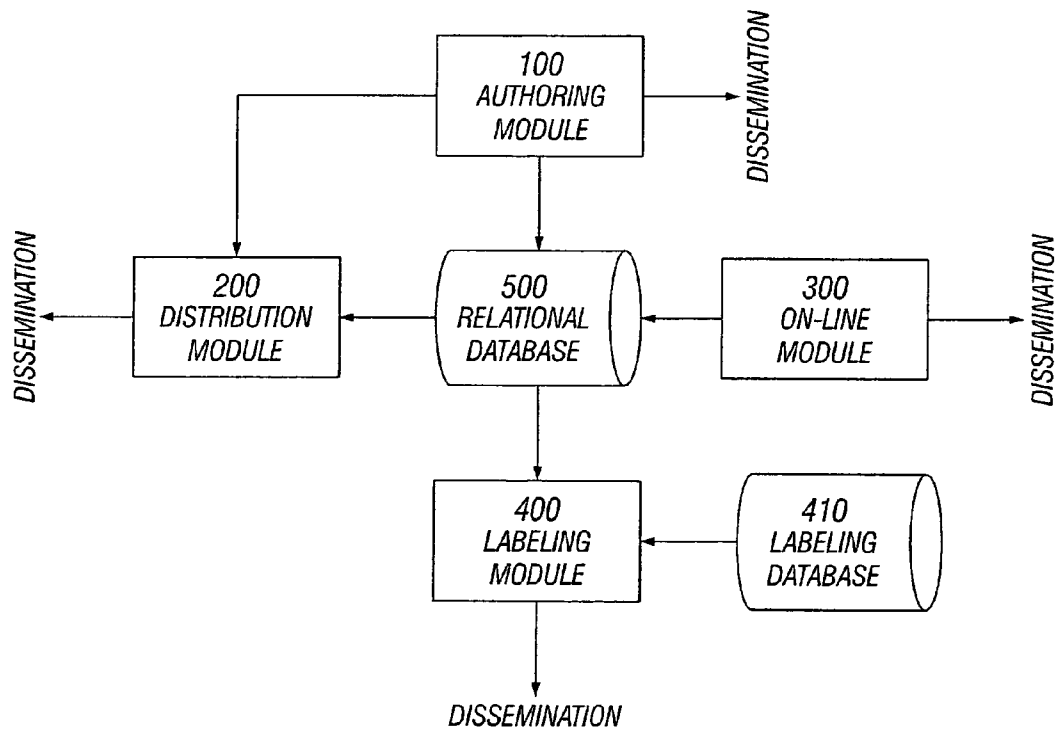 100
AUTHORING
MODULE
DISSEMINATION
DISSEMINATION
200
DISTRIBUTION
MODULE
500
RELATIONAL
DATABASE
300
ON-LINE
MODULE
DISSEMINATION
400
LABELING
MODULE
410
LABELING
DATABASE
DISSEMINATION